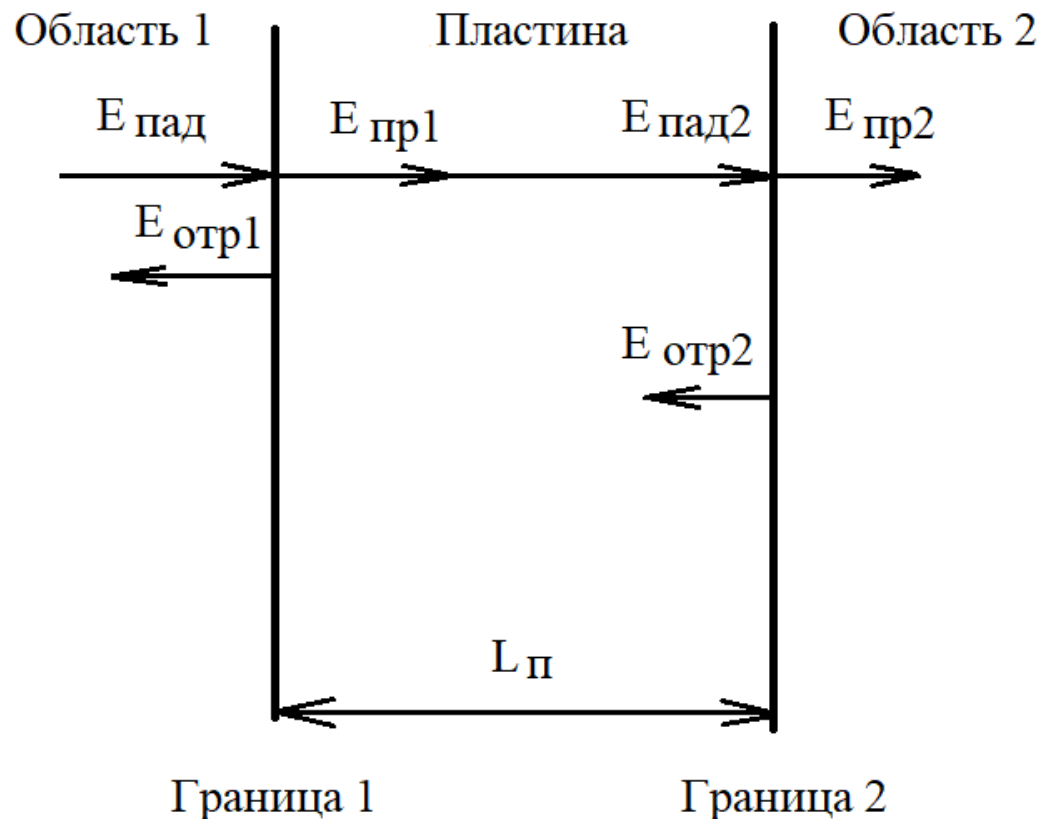 Область 1 Пластина Область 2
E пад E пр1 E пад2 E пр2
E отр1
E отр2
L п
Граница 1 Граница 2